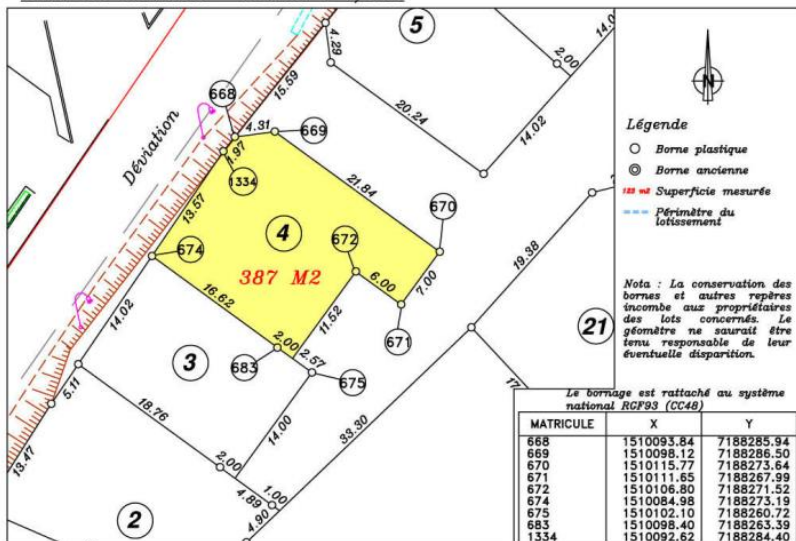 5
4.29
2.00
14.0
15.59
20.24
14.02
668
4.31
669
Déviation
1.97
1334
21.84
13.57
670
674
4
672
387 M2
6.00
7.00
19.38
16.62
11.52
671
14.02
2.00
2.57
21
3
683
675
5.11
18.76
14.00
33.30
17
13.47
2.00
1.00
4.89
4.90
2
N
Légende
Borne plastique
Borne ancienne
123 m2 Superficie mesurée
Périmètre du
lotissement
Nota : La conservation des
bornes et autres repères
incombe aux propriétaires
des lots concernés. Le
géomètre ne saurait être
tenu responsable de leur
éventuelle disparition.
Le bornage est rattaché au système
national RGF93 (CC48)
MATRICULE X Y
668 1510093.84 7188285.94
669 1510098.12 7188286.50
670 1510115.77 7188273.64
671 1510111.65 7188267.99
672 1510106.80 7188271.52
674 1510084.98 7188273.19
675 1510102.10 7188260.72
683 1510098.40 7188263.39
1334 1510092.62 7188284.40